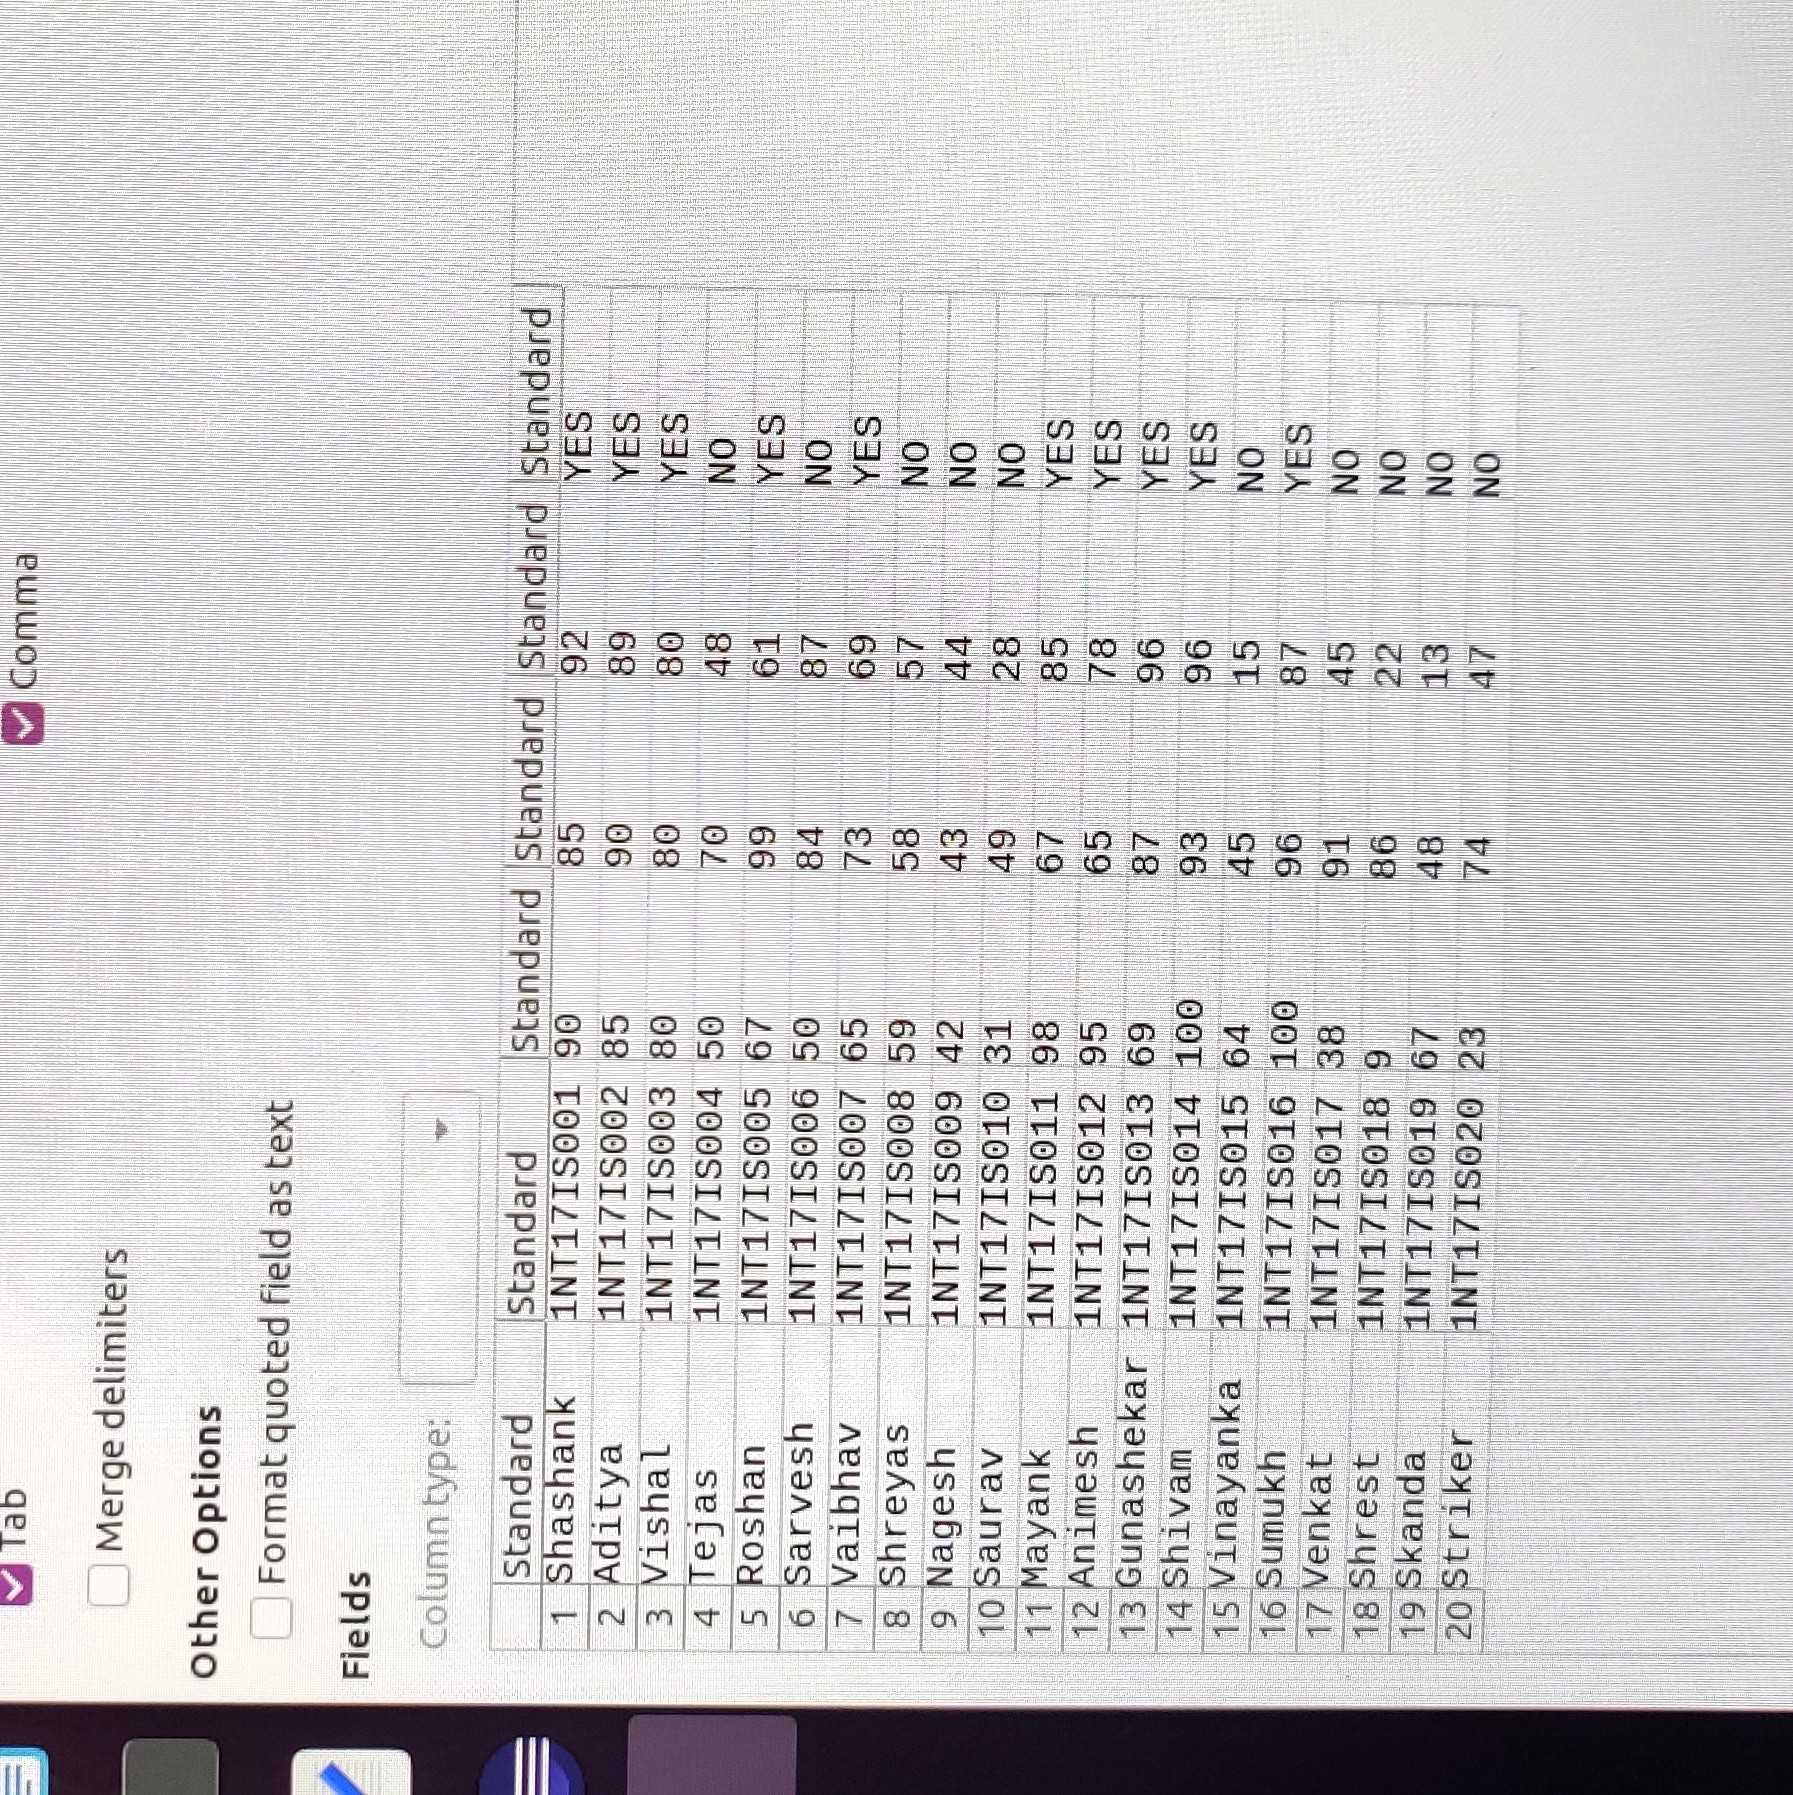 Tab Comma
Merge delimiters
Other Options
Format quoted field as text
Fields
Column type:
Standard Standard Standard Standard Standard Standard
1 Shashank 1NT17IS001 90 85 92 YES
2 Aditya 1NT17IS002 85 90 89 YES
3 Vishal 1NT17IS003 80 80 80 YES
4 Tejas 1NT17IS004 50 70 48 NO
5 Roshan 1NT17IS005 67 99 61 YES
6 Sarvesh 1NT17IS006 50 84 87 NO
7 Vaibhav 1NT17IS007 65 73 69 YES
8 Shreyas 1NT17IS008 59 58 57 NO
9 Nagesh 1NT17IS009 42 43 44 NO
10 Saurav 1NT17IS010 31 49 28 NO
11 Mayank 1NT17IS011 98 67 85 YES
12 Animesh 1NT17IS012 95 65 78 YES
13 Gunashekar 1NT17IS013 69 87 96 YES
14 Shivam 1NT17IS014 100 93 96 YES
15 Vinayanka 1NT17IS015 64 45 15 NO
16 Sumukh 1NT17IS016 100 96 87 YES
17 Venkat 1NT17IS017 38 91 45 NO
18 Shrest 1NT17IS018 9 86 22 NO
19 Skanda 1NT17IS019 67 48 13 NO
20 Striker 1NT17IS020 23 74 47 NO